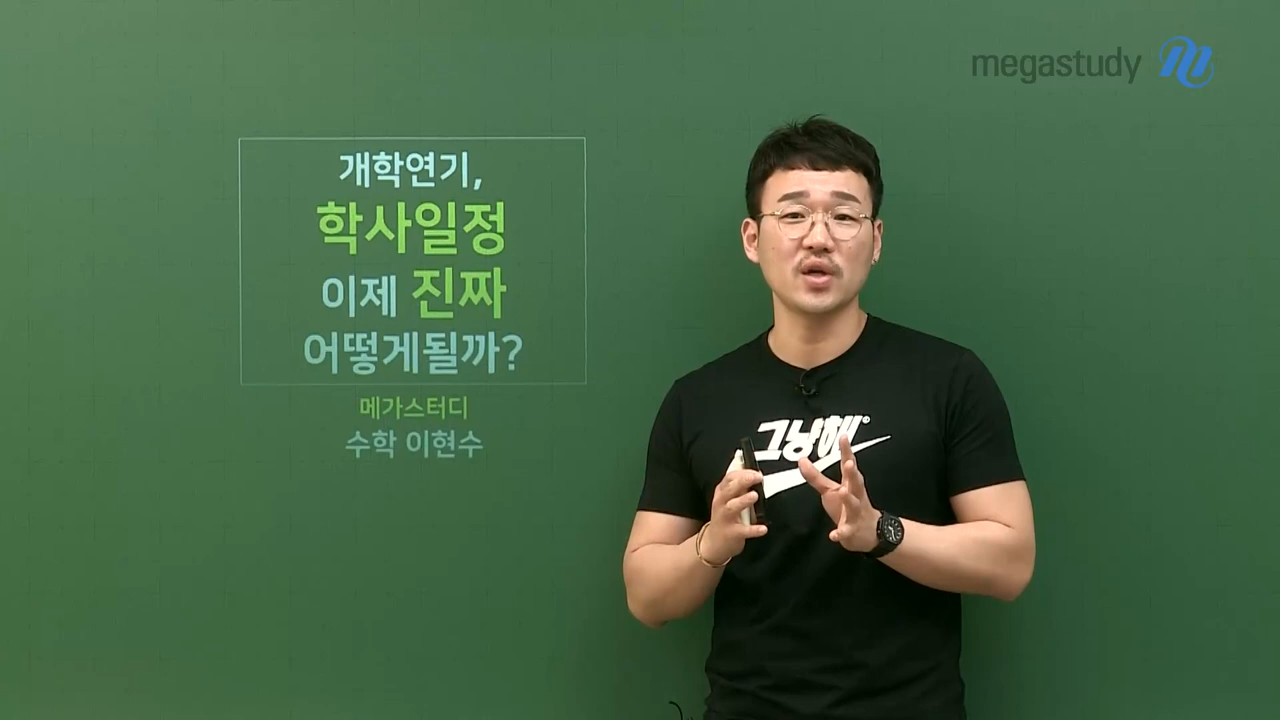 megastudy
개학연기,
학사일정
이제 진짜
어떻게될까?
메가스터디
수학 이현수
그냥해